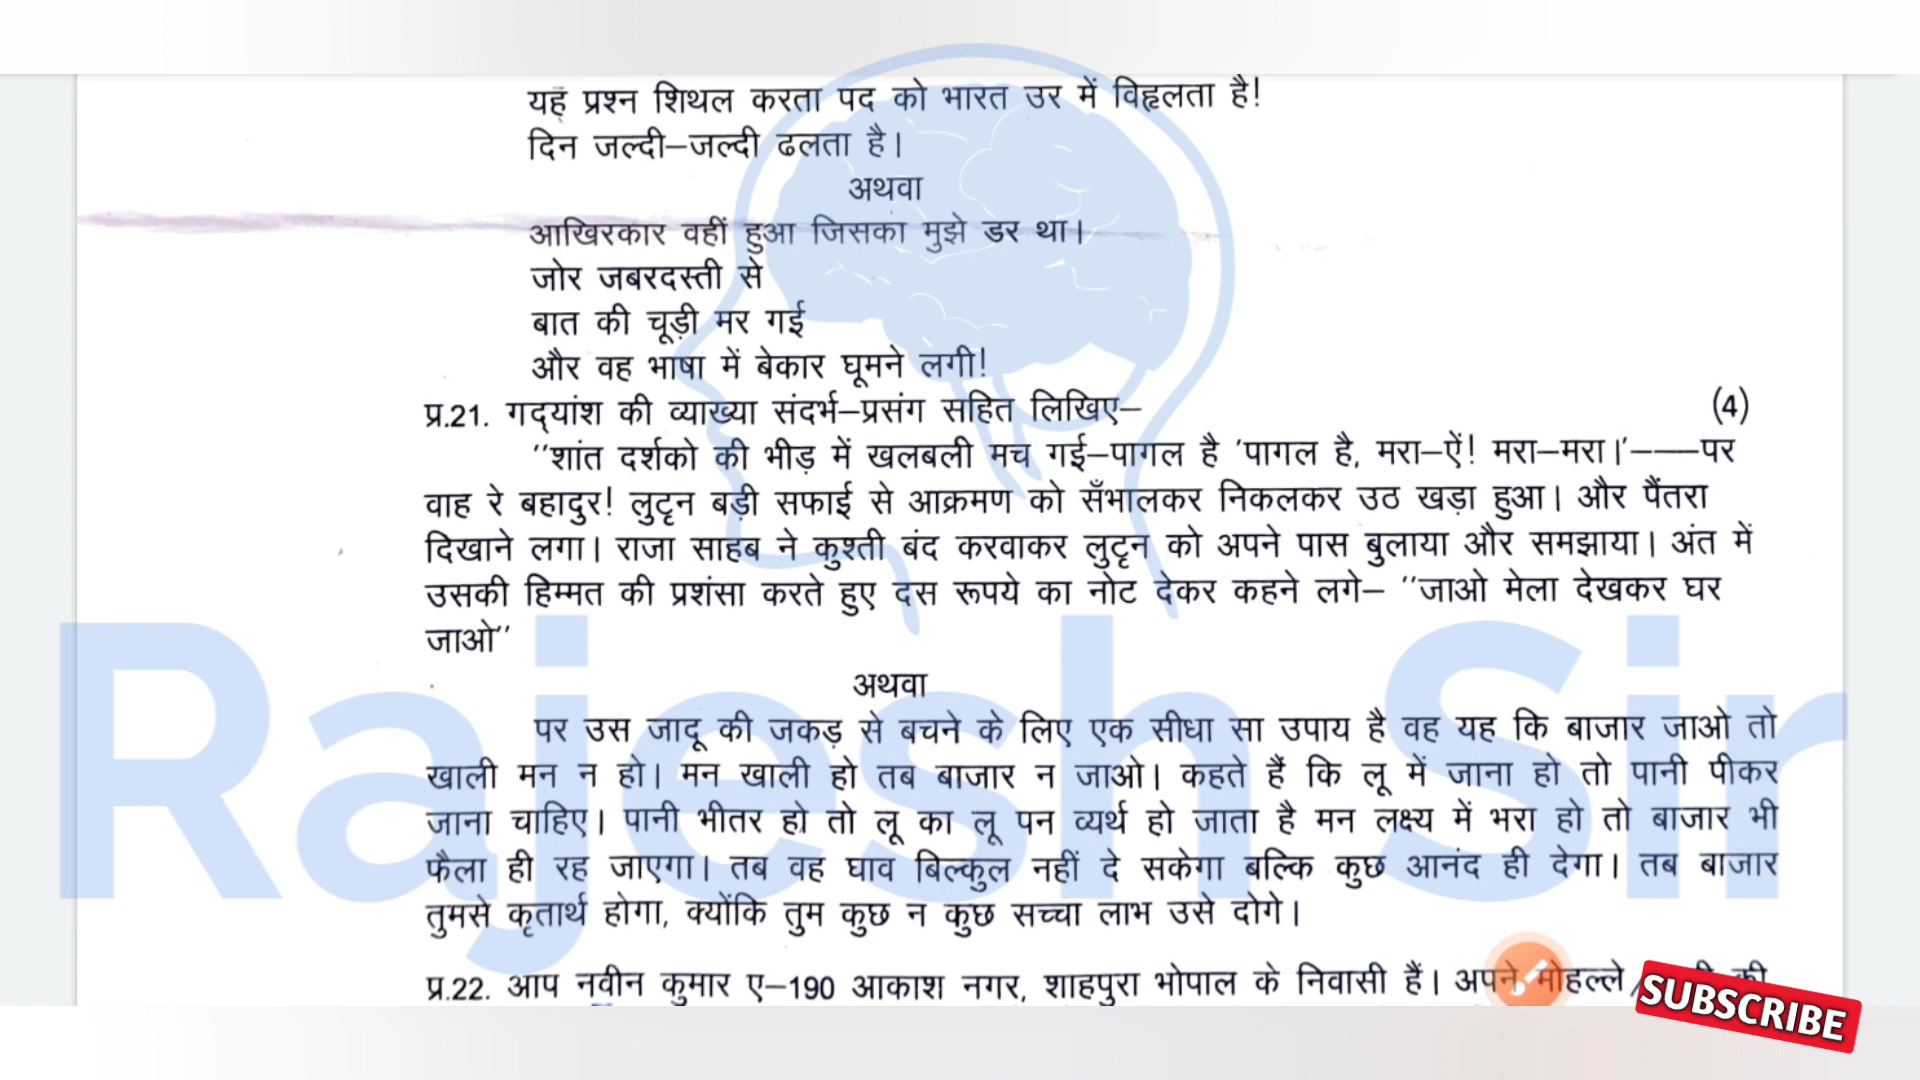 यह प्रश्न शिथल करता पद को भारत उर में विह्वलता है!
दिन जल्दी–जल्दी ढलता है।
अथवा
आखिरकार वहीं हुआ जिसका मुझे डर था।
जोर जबरदस्ती से
बात की चूड़ी मर गई
और वह भाषा में बेकार घूमने लगी!
प्र.21. गद्यांश की व्याख्या संदर्भ–प्रसंग सहित लिखिए– (4)
''शांत दर्शको की भीड़ में खलबली मच गई–पागल है 'पागल है, मरा–ऐं! मरा–मरा।'–––पर
वाह रे बहादुर! लुट्टन बड़ी सफाई से आक्रमण को सँभालकर निकलकर उठ खड़ा हुआ। और पैंतरा
दिखाने लगा। राजा साहब ने कुश्ती बंद करवाकर लुट्टन को अपने पास बुलाया और समझाया। अंत में
उसकी हिम्मत की प्रशंसा करते हुए दस रूपये का नोट देकर कहने लगे– ''जाओ मेला देखकर घर
जाओ''
अथवा
पर उस जादू की जकड़ से बचने के लिए एक सीधा सा उपाय है वह यह कि बाजार जाओ तो
खाली मन न हो। मन खाली हो तब बाजार न जाओ। कहते हैं कि लू में जाना हो तो पानी पीकर
जाना चाहिए। पानी भीतर हो तो लू का लू पन व्यर्थ हो जाता है मन लक्ष्य में भरा हो तो बाजार भी
फैला ही रह जाएगा। तब वह घाव बिल्कुल नहीं दे सकेगा बल्कि कुछ आनंद ही देगा। तब बाजार
तुमसे कृतार्थ होगा, क्योंकि तुम कुछ न कुछ सच्चा लाभ उसे दोगे।
प्र.22. आप नवीन कुमार ए–190 आकाश नगर, शाहपुरा भोपाल के निवासी हैं। अपने मोहल्ले/ की
Rajesh Sir
SUBSCRIBE